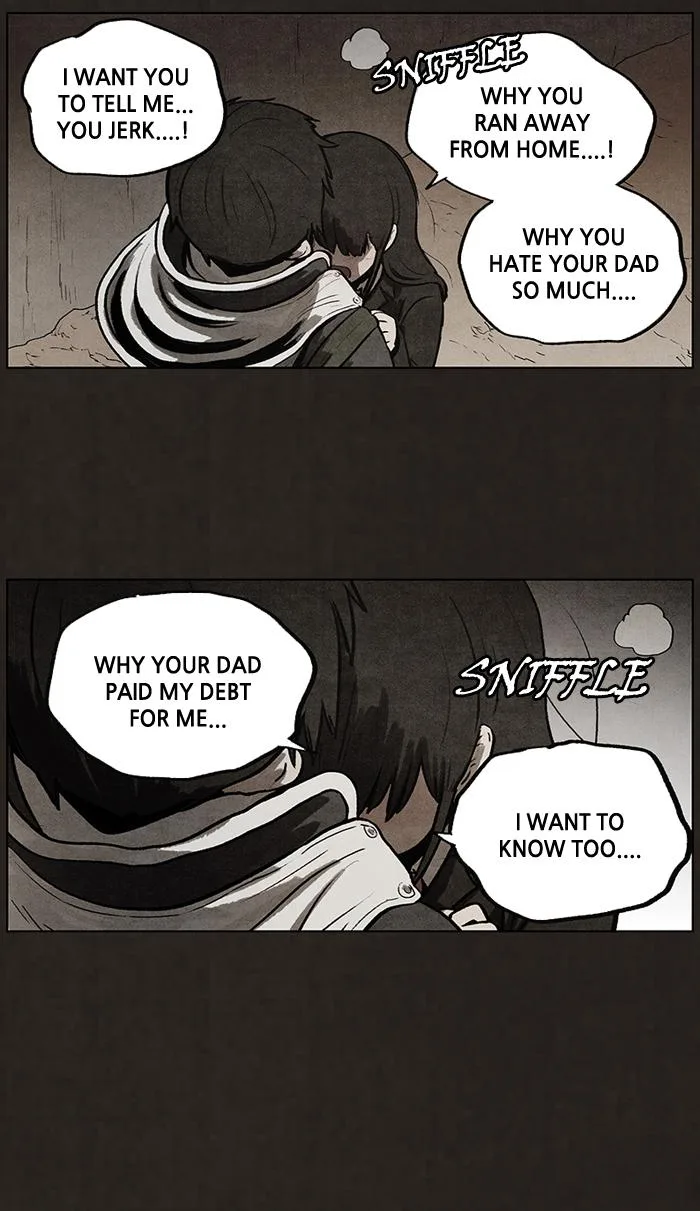 I WANT YOU
TO TELL ME...
YOU JERK....!
SNIFFLE
WHY YOU
RAN AWAY
FROM HOME....!
WHY YOU
HATE YOUR DAD
SO MUCH....
WHY YOUR DAD
PAID MY DEBT
FOR ME...
SNIFFLE
I WANT TO
KNOW TOO....